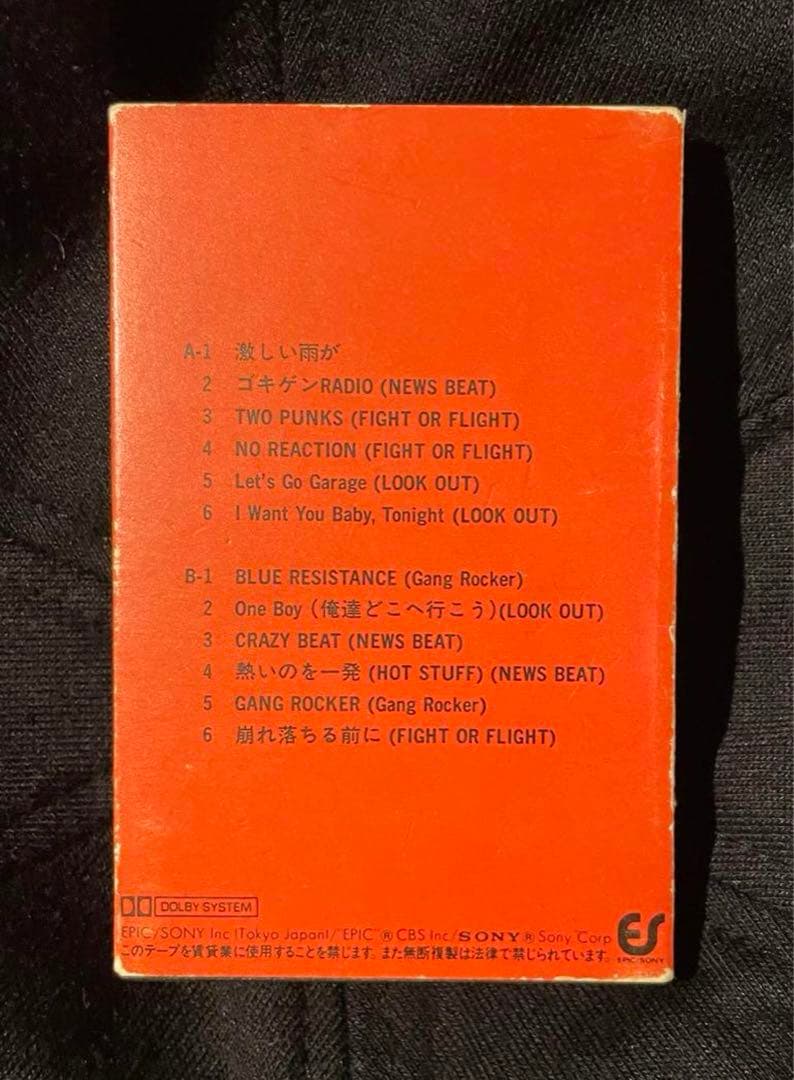 A-1 激しい雨が
2 ゴキゲンRADIO (NEWS BEAT)
3 TWO PUNKS (FIGHT OR FLIGHT)
4 NO REACTION (FIGHT OR FLIGHT)
5 Let's Go Garage (LOOK OUT)
6 I Want You Baby, Tonight (LOOK OUT)
B-1 BLUE RESISTANCE (Gang Rocker)
2 One Boy (俺達どこへ行こう)(LOOK OUT)
3 CRAZY BEAT (NEWS BEAT)
4 熱いのを一発 (HOT STUFF) (NEWS BEAT)
5 GANG ROCKER (Gang Rocker)
6 崩れ落ちる前に (FIGHT OR FLIGHT)
DOLBY SYSTEM
EPIC/SONY Inc (Tokyo Japan)/"EPIC" ® CBS Inc/SONY ® Sony Corp
このテープを賃貸業に使用することを禁じます。また無断複製は法律で禁じられています。
ES
EPIC/SONY